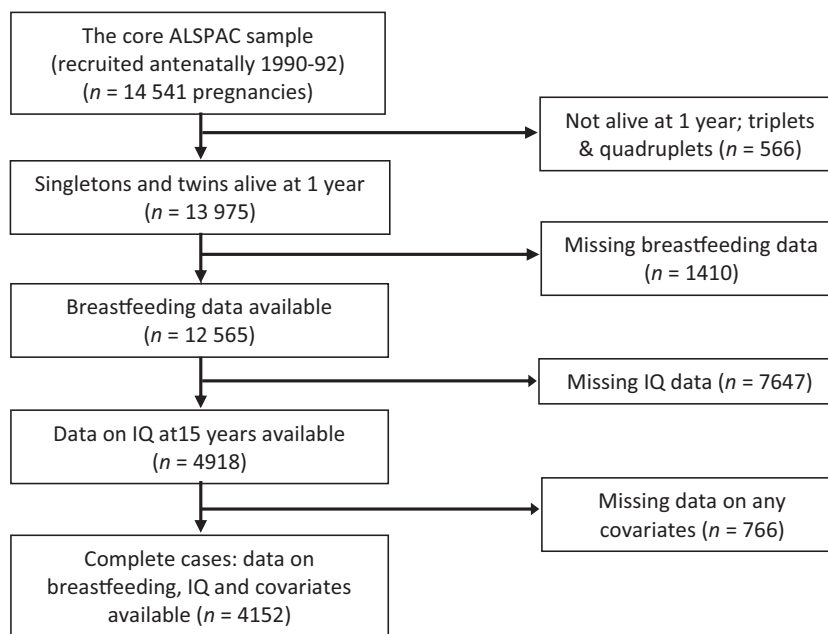 The core ALSPAC sample
(recruited antenatally 1990-92)
(n = 14 541 pregnancies)
Not alive at 1 year; triplets
& quadruplets (n = 566)
Singletons and twins alive at 1 year
(n = 13 975)
Missing breastfeeding data
(n = 1410)
Breastfeeding data available
(n = 12 565)
Missing IQ data (n = 7647)
Data on IQ at15 years available
(n = 4918)
Missing data on any
covariates (n = 766)
Complete cases: data on
breastfeeding, IQ and covariates
available (n = 4152)